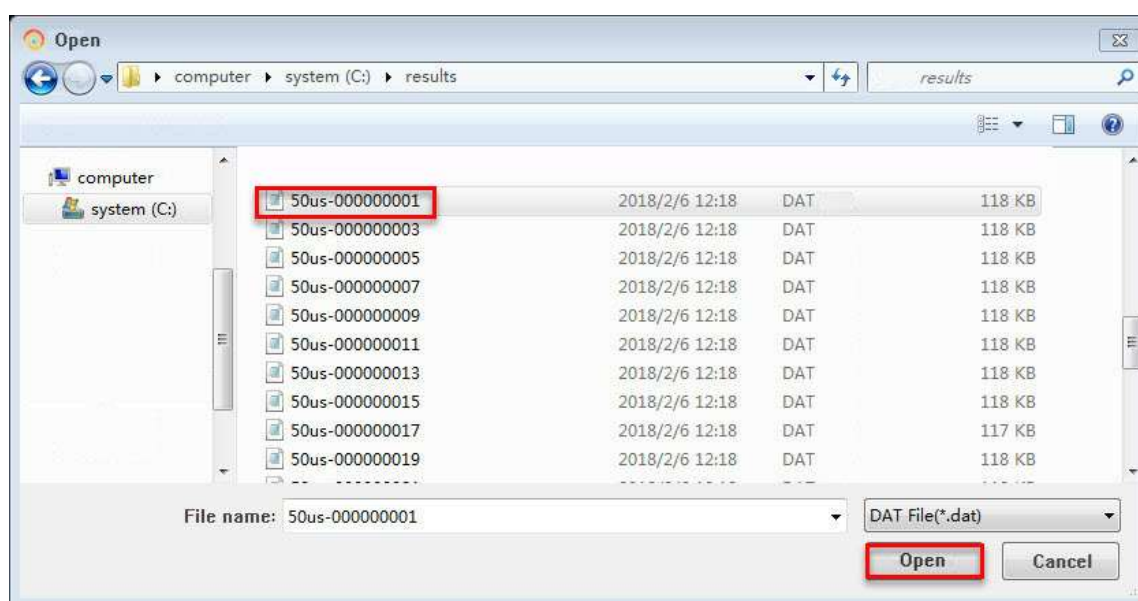 Open
computer system (C:) results results
computer
system (C:)
50us-000000001 2018/2/6 12:18 DAT 118 KB
50us-000000003 2018/2/6 12:18 DAT 118 KB
50us-000000005 2018/2/6 12:18 DAT 118 KB
50us-000000007 2018/2/6 12:18 DAT 118 KB
50us-000000009 2018/2/6 12:18 DAT 118 KB
50us-000000011 2018/2/6 12:18 DAT 118 KB
50us-000000013 2018/2/6 12:18 DAT 118 KB
50us-000000015 2018/2/6 12:18 DAT 118 KB
50us-000000017 2018/2/6 12:18 DAT 117 KB
50us-000000019 2018/2/6 12:18 DAT 118 KB
File name: 50us-000000001 DAT File(*.dat)
Open Cancel